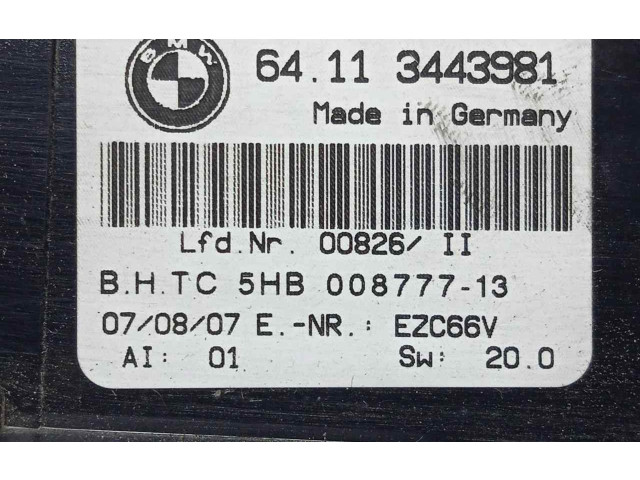 BMW
64.11 3443981
Made in Germany
Lfd.Nr. 00826/ II
B.H.TC 5HB 008777-13
07/08/07 E.-NR.: EZC66V
AI: 01 Sw: 20.0